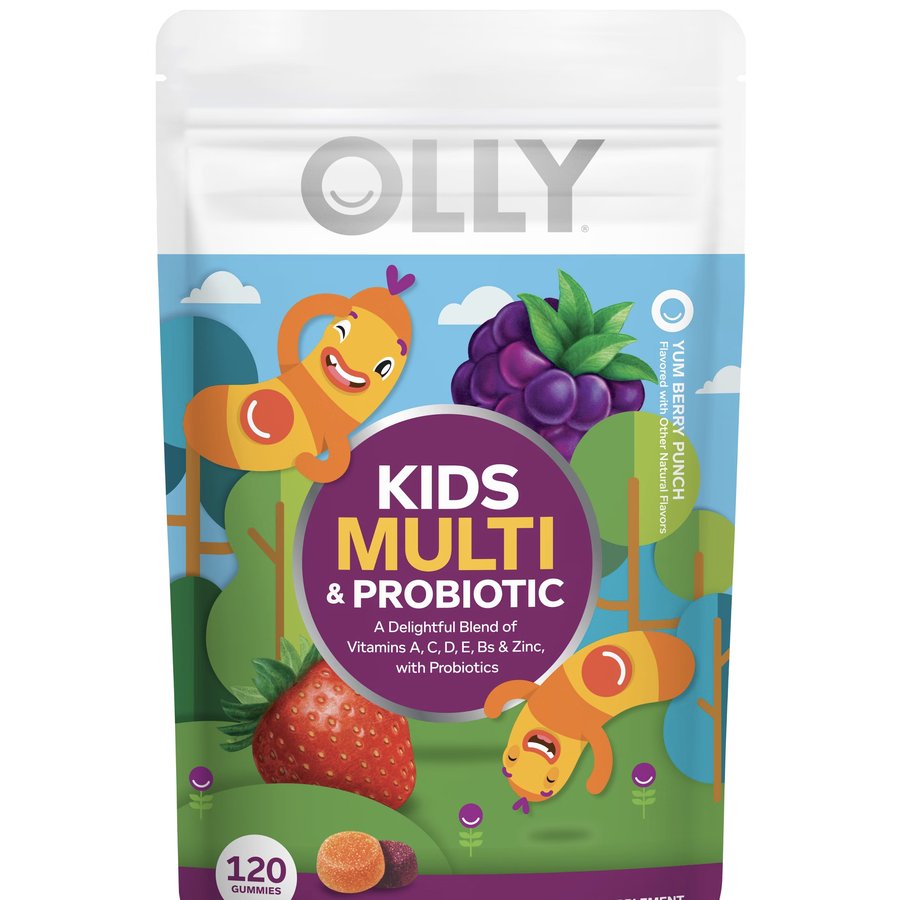 OLLY®
YUM BERRY PUNCH
Flavored with Other Natural Flavors
KIDS
MULTI
& PROBIOTIC
A Delightful Blend of
Vitamins A, C, D, E, Bs & Zinc,
with Probiotics
120
GUMMIES